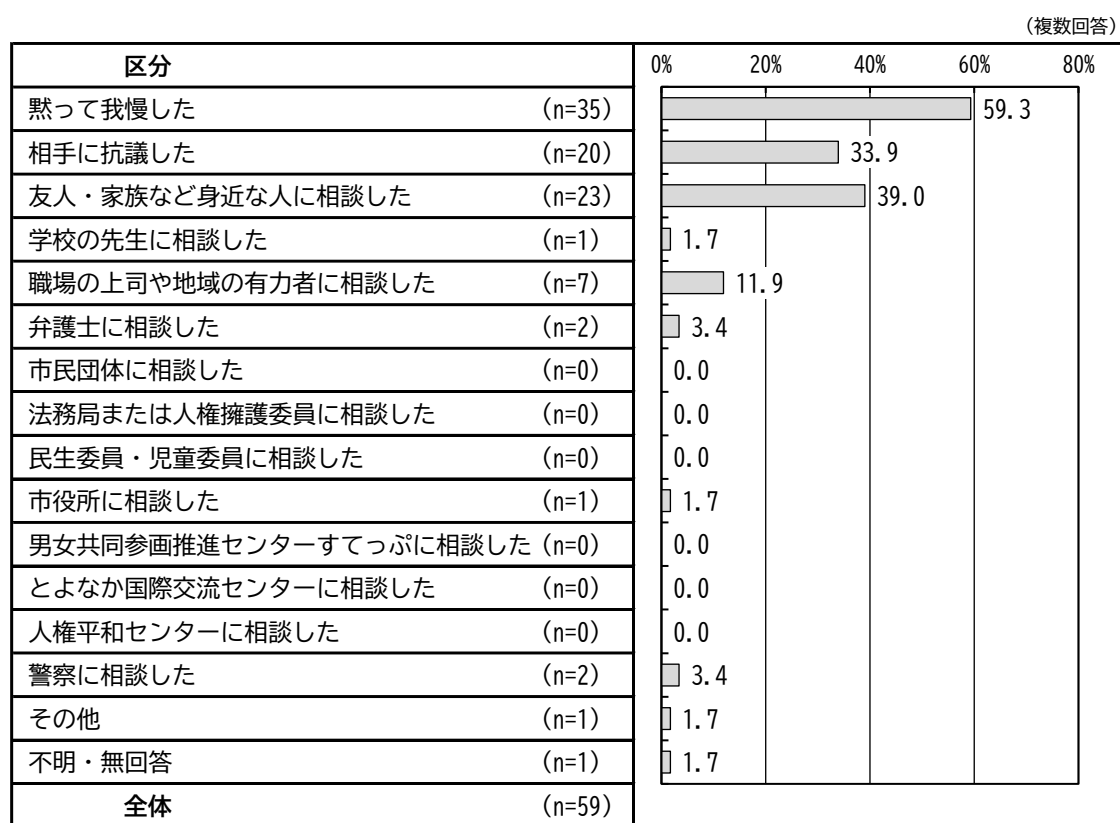 （複数回答）
区分 0% 20% 40% 60% 80%
黙って我慢した (n=35) 59.3
相手に抗議した (n=20) 33.9
友人・家族など身近な人に相談した (n=23) 39.0
学校の先生に相談した (n=1) 1.7
職場の上司や地域の有力者に相談した (n=7) 11.9
弁護士に相談した (n=2) 3.4
市民団体に相談した (n=0) 0.0
法務局または人権擁護委員に相談した (n=0) 0.0
民生委員・児童委員に相談した (n=0) 0.0
市役所に相談した (n=1) 1.7
男女共同参画推進センターすてっぷに相談した (n=0) 0.0
とよなか国際交流センターに相談した (n=0) 0.0
人権平和センターに相談した (n=0) 0.0
警察に相談した (n=2) 3.4
その他 (n=1) 1.7
不明・無回答 (n=1) 1.7
全体 (n=59)